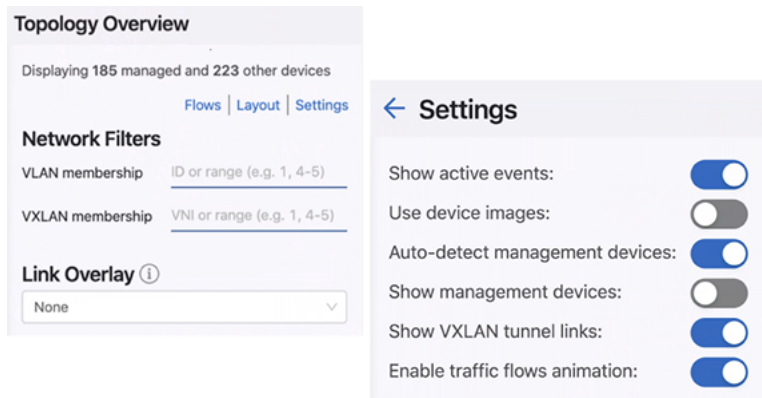 Topology Overview
Displaying 185 managed and 223 other devices
Flows | Layout | Settings
Network Filters
VLAN membership ID or range (e.g. 1, 4-5)
VXLAN membership VNI or range (e.g. 1, 4-5)
Link Overlay
None
Settings
Show active events:
Use device images:
Auto-detect management devices:
Show management devices:
Show VXLAN tunnel links:
Enable traffic flows animation: